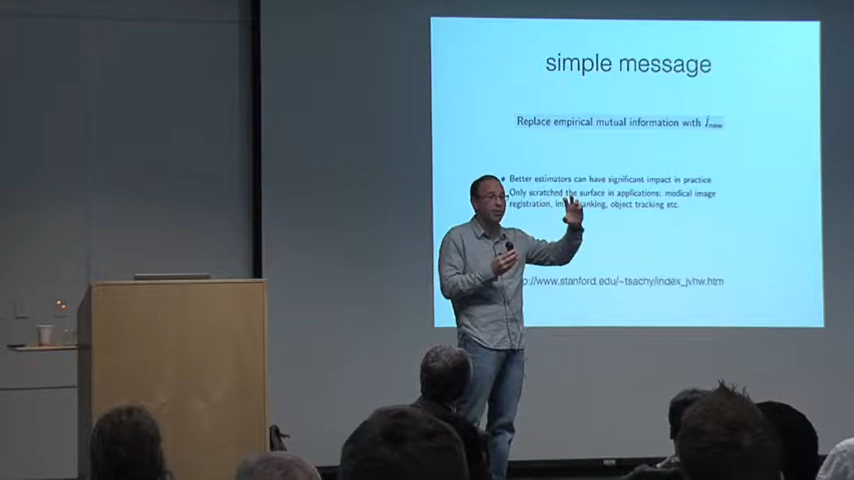 simple message
Replace empirical mutual information with Î_new
Better estimators can have significant impact in practice
Only scratched the surface in applications: medical image
registration, ranking, object tracking etc.
p://www.stanford.edu/~tsachy/index_jvhw.htm